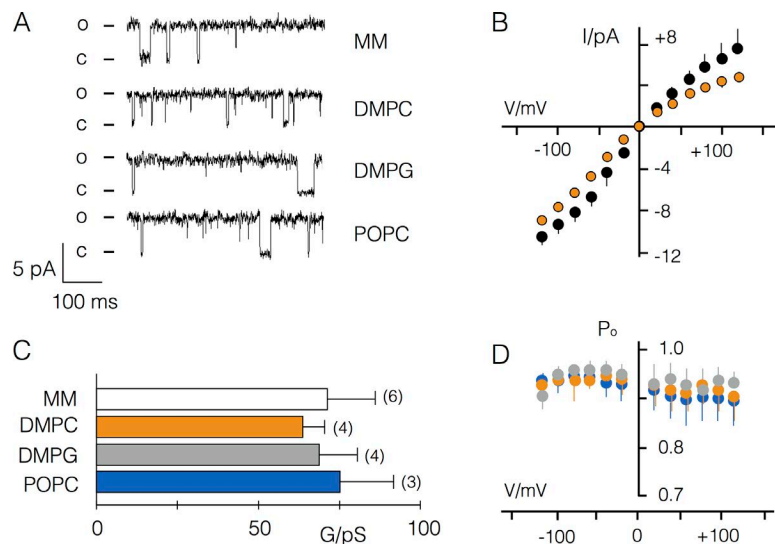 A
O
C
MM
O
C
DMPC
O
C
DMPG
O
C
POPC
5 pA
100 ms
B
I/pA
+8
V/mV
-100
+100
-4
-8
-12
C
MM
(6)
DMPC
(4)
DMPG
(4)
POPC
(3)
0
50
G/pS
100
D
Po
1.0
0.9
0.8
0.7
V/mV
-100
0
+100